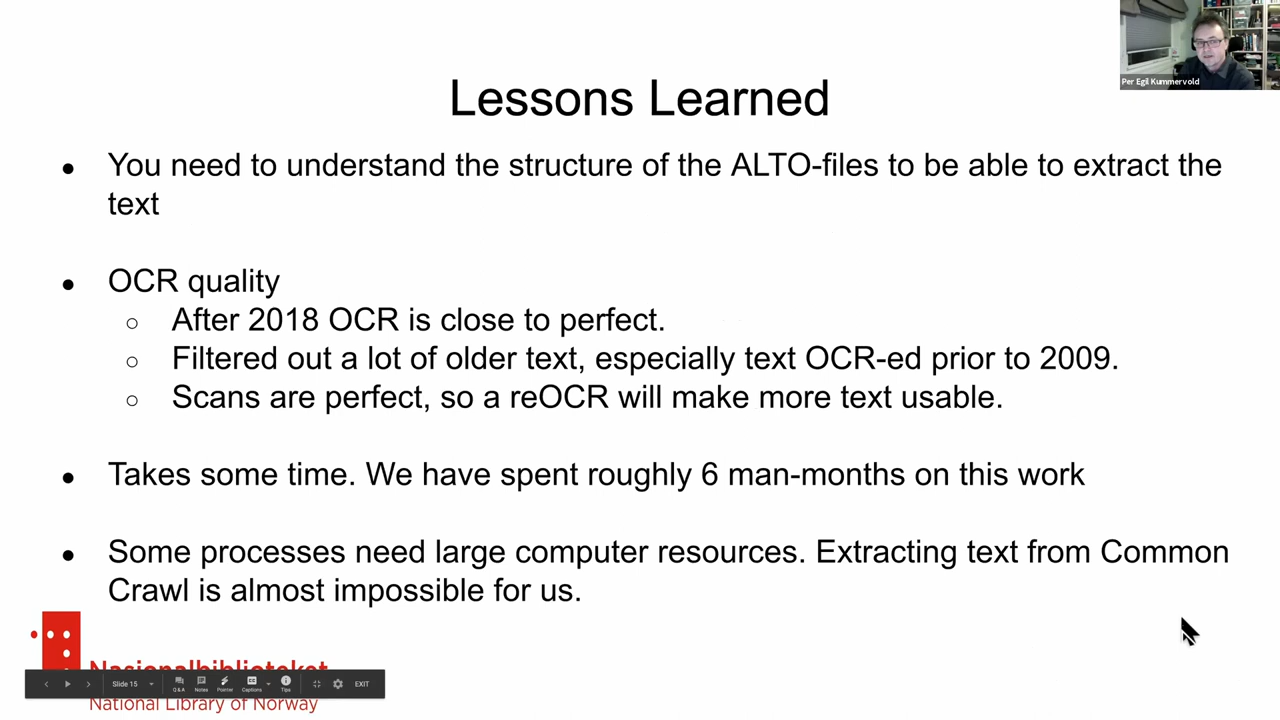 Per Egil Kummervold
Lessons Learned
● You need to understand the structure of the ALTO-files to be able to extract the
text
● OCR quality
○ After 2018 OCR is close to perfect.
○ Filtered out a lot of older text, especially text OCR-ed prior to 2009.
○ Scans are perfect, so a reOCR will make more text usable.
● Takes some time. We have spent roughly 6 man-months on this work
● Some processes need large computer resources. Extracting text from Common
Crawl is almost impossible for us.
Nasjonalbiblioteket
Slide 15
Q & A
Notes
Pointer
Captions
Tips
EXIT
National Library of Norway